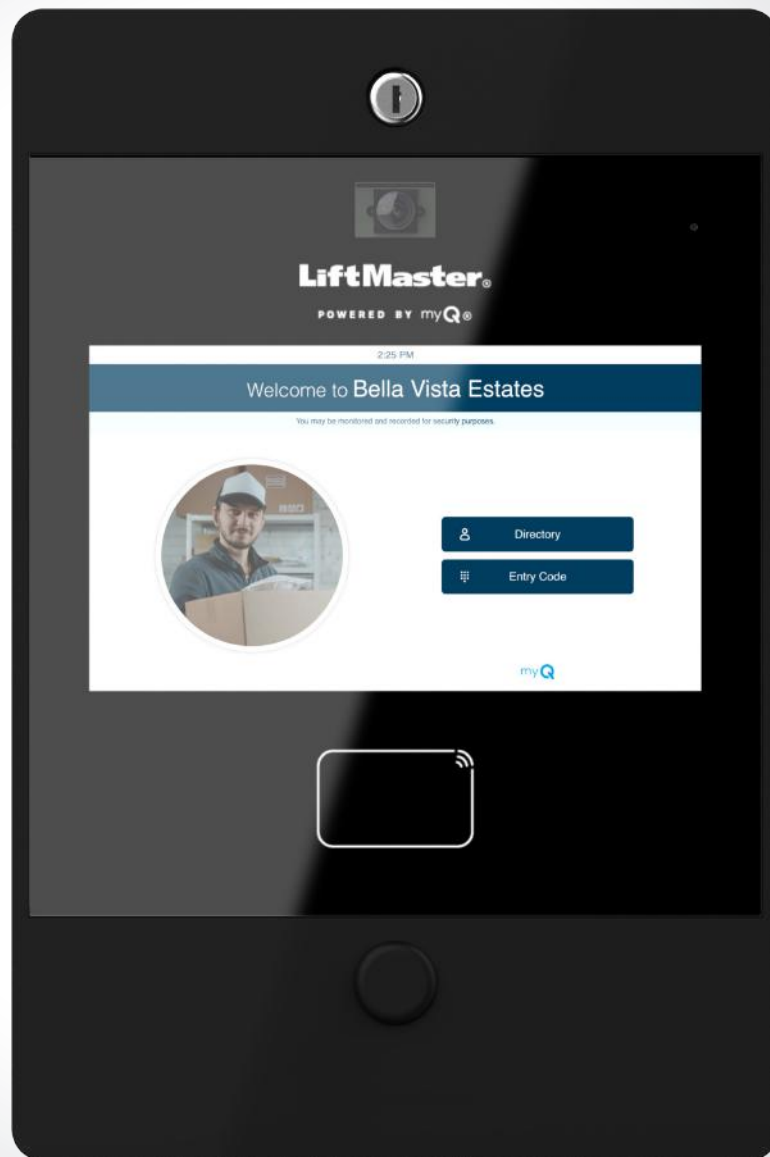 LiftMaster®
POWERED BY myQ®
2:25 PM
Welcome to Bella Vista Estates
You may be monitored and recorded for security purposes.
Directory
Entry Code
myQ